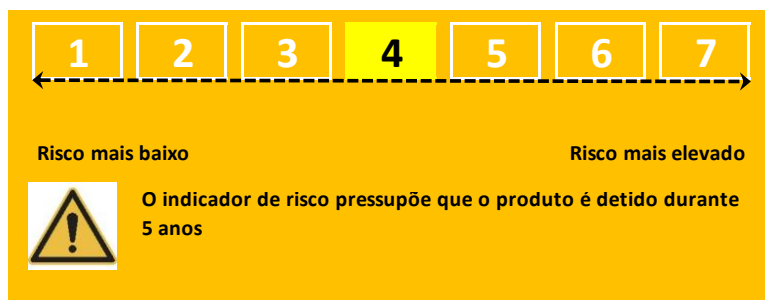 1 2 3 4 5 6 7
Risco mais baixo Risco mais elevado
O indicador de risco pressupõe que o produto é detido durante
5 anos